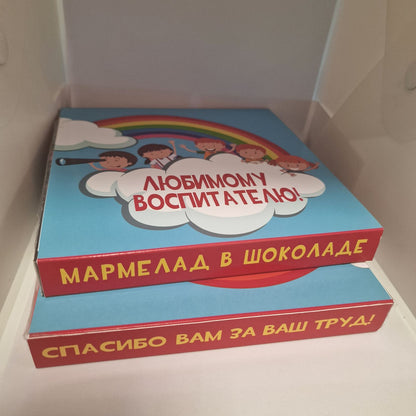 ЛЮБИМОМУ
ВОСПИТАТЕЛЮ!
МАРМЕЛАД В ШОКОЛАДЕ
СПАСИБО ВАМ ЗА ВАШ ТРУД!